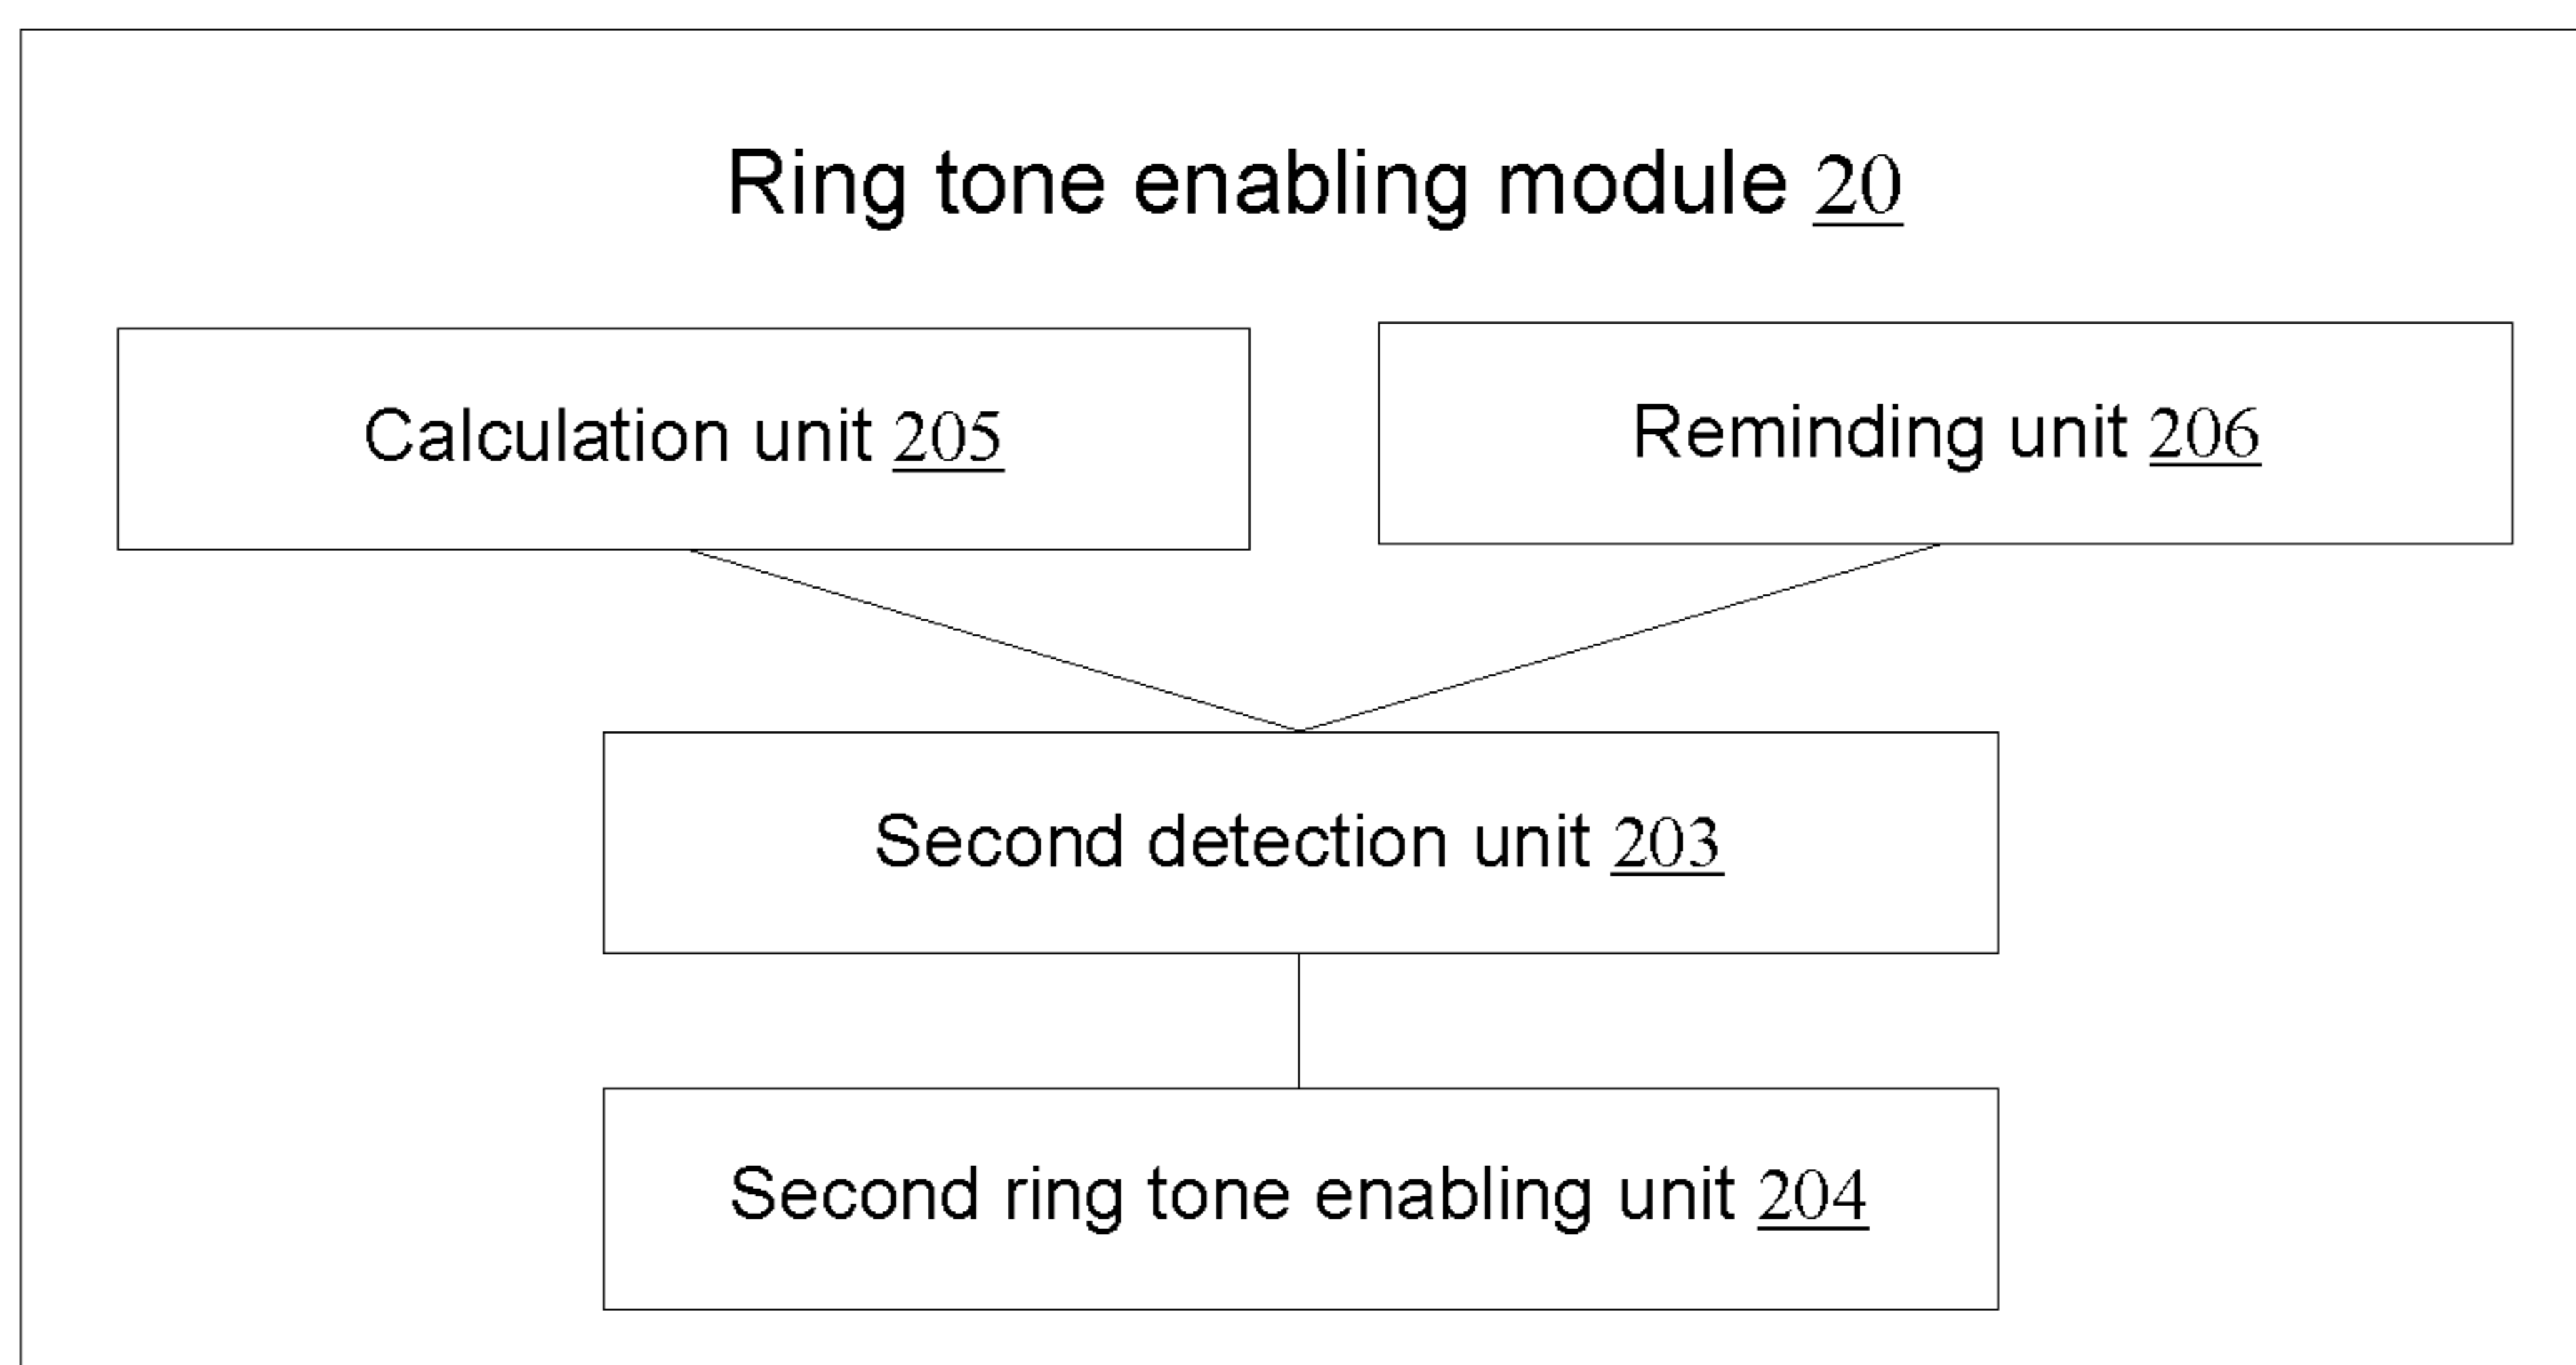 Ring tone enabling module 20
Calculation unit 205
Reminding unit 206
Second detection unit 203
Second ring tone enabling unit 204